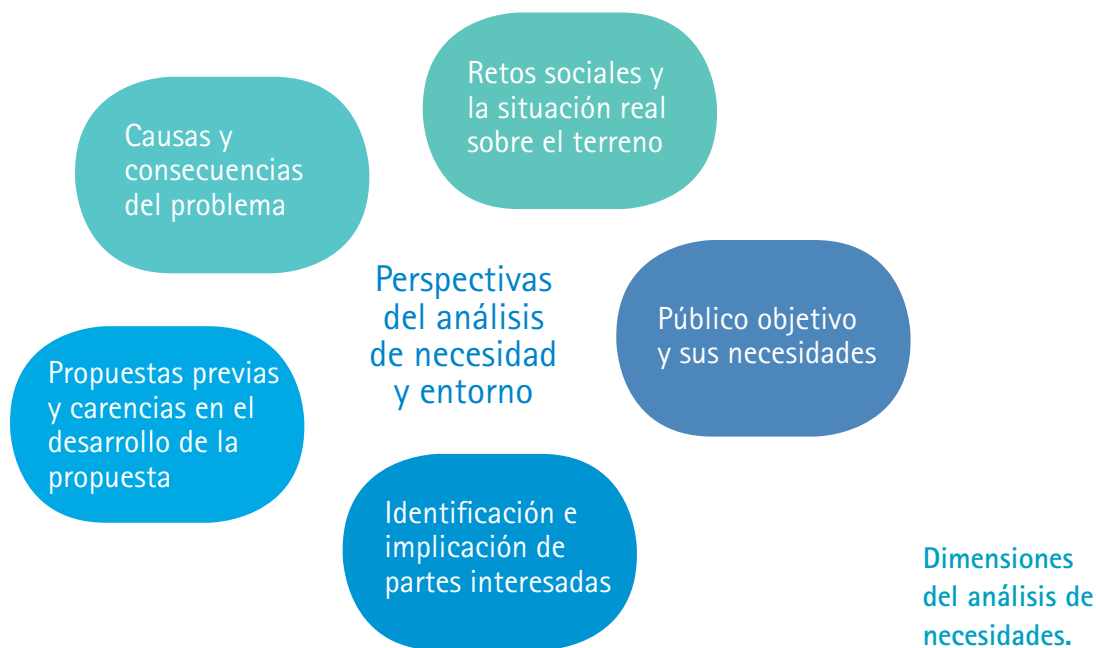 Retos sociales y
la situación real
sobre el terreno
Causas y
consecuencias
del problema
Perspectivas
del análisis
de necesidad
y entorno
Público objetivo
y sus necesidades
Propuestas previas
y carencias en el
desarrollo de la
propuesta
Identificación e
implicación de
partes interesadas
Dimensiones
del análisis de
necesidades.